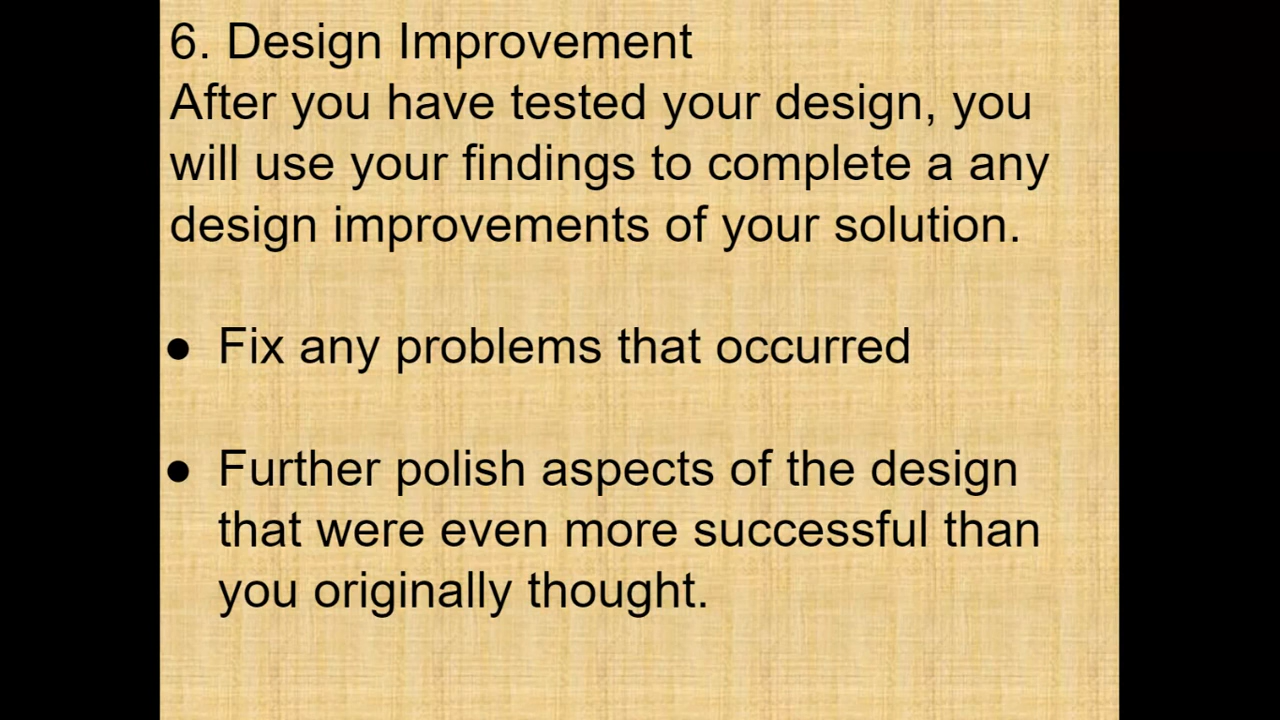 6. Design Improvement
After you have tested your design, you
will use your findings to complete a any
design improvements of your solution.
● Fix any problems that occurred
● Further polish aspects of the design
that were even more successful than
you originally thought.